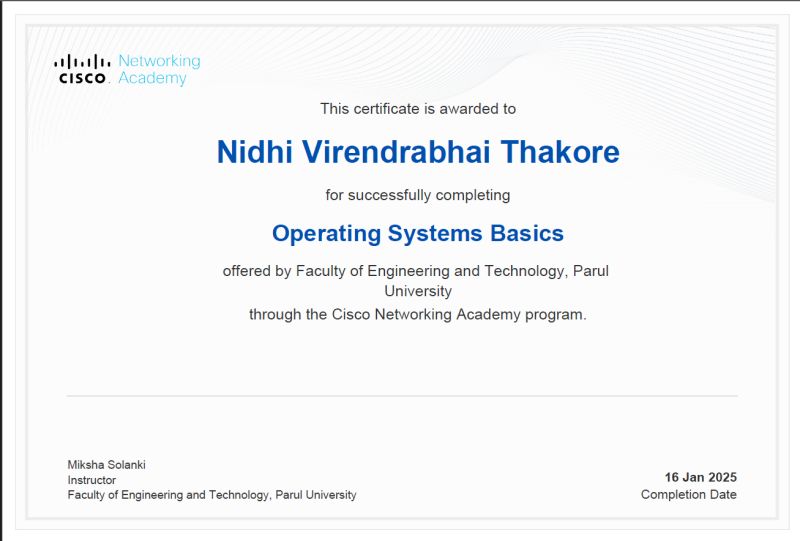 Networking
CISCO. Academy
This certificate is awarded to
Nidhi Virendrabhai Thakore
for successfully completing
Operating Systems Basics
offered by Faculty of Engineering and Technology, Parul
University
through the Cisco Networking Academy program.
Miksha Solanki
Instructor
Faculty of Engineering and Technology, Parul University
16 Jan 2025
Completion Date